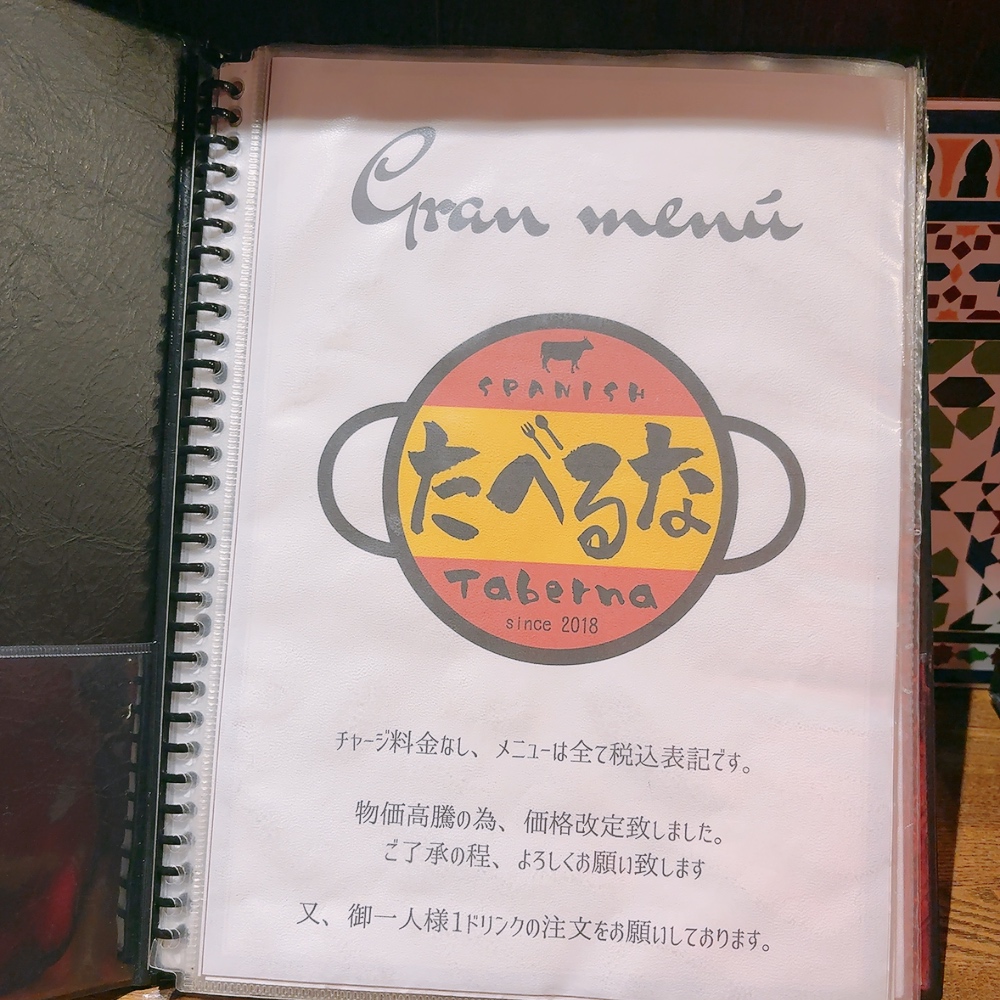 Gran menú
SPANISH
たべるな
Taberna
since 2018
チャージ料金なし、メニューは全て税込表記です。
物価高騰の為、価格改定致しました。
ご了承の程、よろしくお願い致します
又、御一人様1ドリンクの注文をお願いしております。